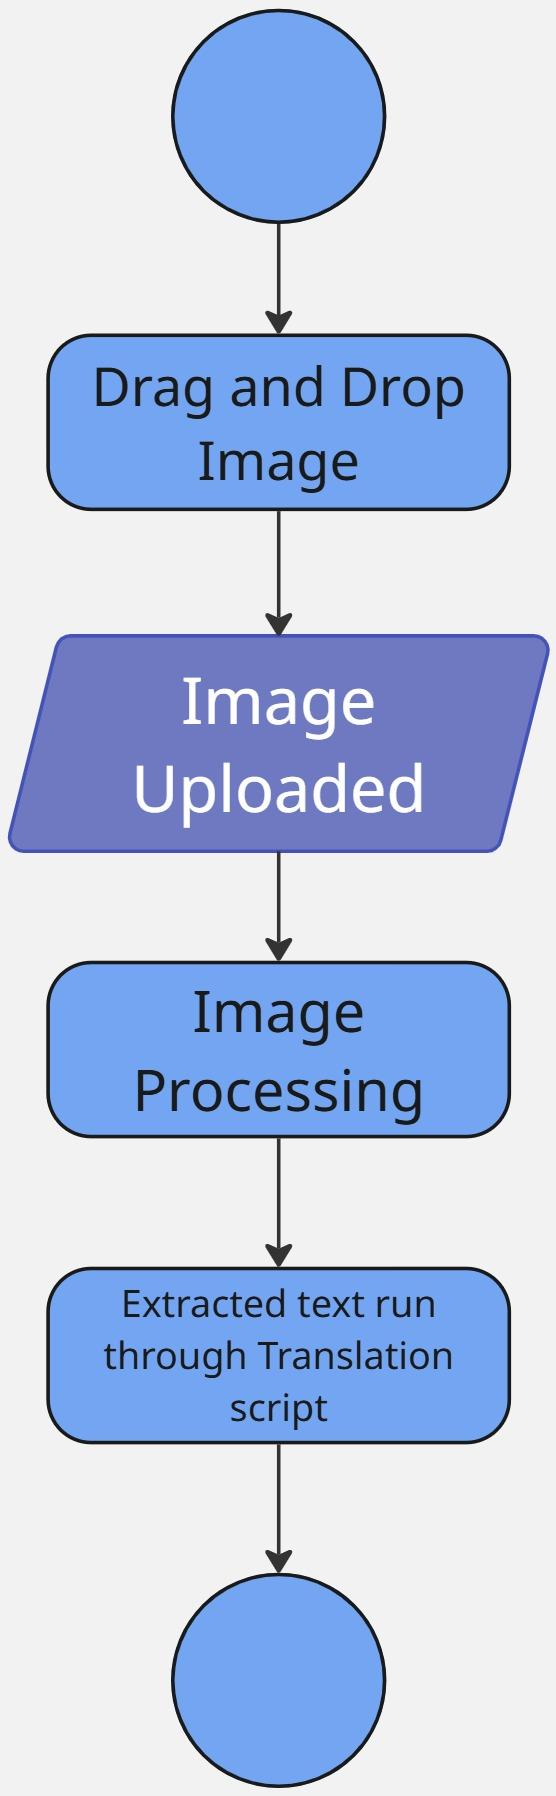 Drag and Drop
Image
Image
Uploaded
Image
Processing
Extracted text run
through Translation
script